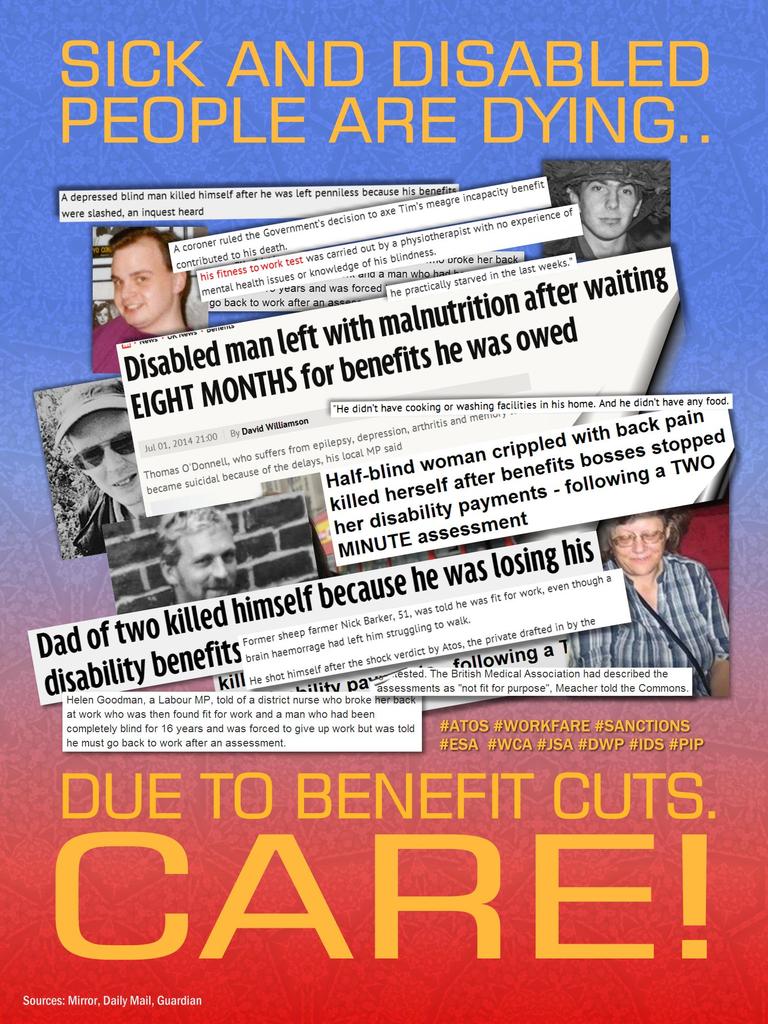 SICK AND DISABLED
PEOPLE ARE DYING..
A depressed blind man killed himself after he was left penniless because his benefits
were slashed, an inquest heard
A coroner ruled the Government's decision to axe Tim's meagre incapacity benefit
contributed to his death.
his fitness to work test was carried out by a physiotherapist with no experience of
mental health issues or knowledge of his blindness.
who broke her back
and a man who had
years and was forced
go back to work after an
he practically starved in the last weeks."
News • UK News • Benefits
Disabled man left with malnutrition after waiting
EIGHT MONTHS for benefits he was owed
"He didn't have cooking or washing facilities in his home. And he didn't have any food.
Jul 01, 2014 21:00 By David Williamson
Thomas O'Donnell, who suffers from epilepsy, depression, arthritis and
became suicidal because of the delays, his local MP said
Half-blind woman crippled with back pain
killed herself after benefits bosses stopped
her disability payments - following a TWO
MINUTE assessment
Dad of two killed himself because he was losing his
disability benefits
Former sheep farmer Nick Barker, 51, was told he was fit for work, even though a
brain haemorrage had left him struggling to walk.
He shot himself after the shock verdict by Atos, the private drafted in by the
following a T
tested. The British Medical Association had described the
assessments as "not fit for purpose", Meacher told the Commons.
Helen Goodman, a Labour MP, told of a district nurse who broke her back
at work who was then found fit for work and a man who had been
completely blind for 16 years and was forced to give up work but was told
he must go back to work after an assessment.
#ATOS #WORKFARE #SANCTIONS
#ESA #WCA #JSA #DWP #IDS #PIP
DUE TO BENEFIT CUTS.
CARE!
Sources: Mirror, Daily Mail, Guardian